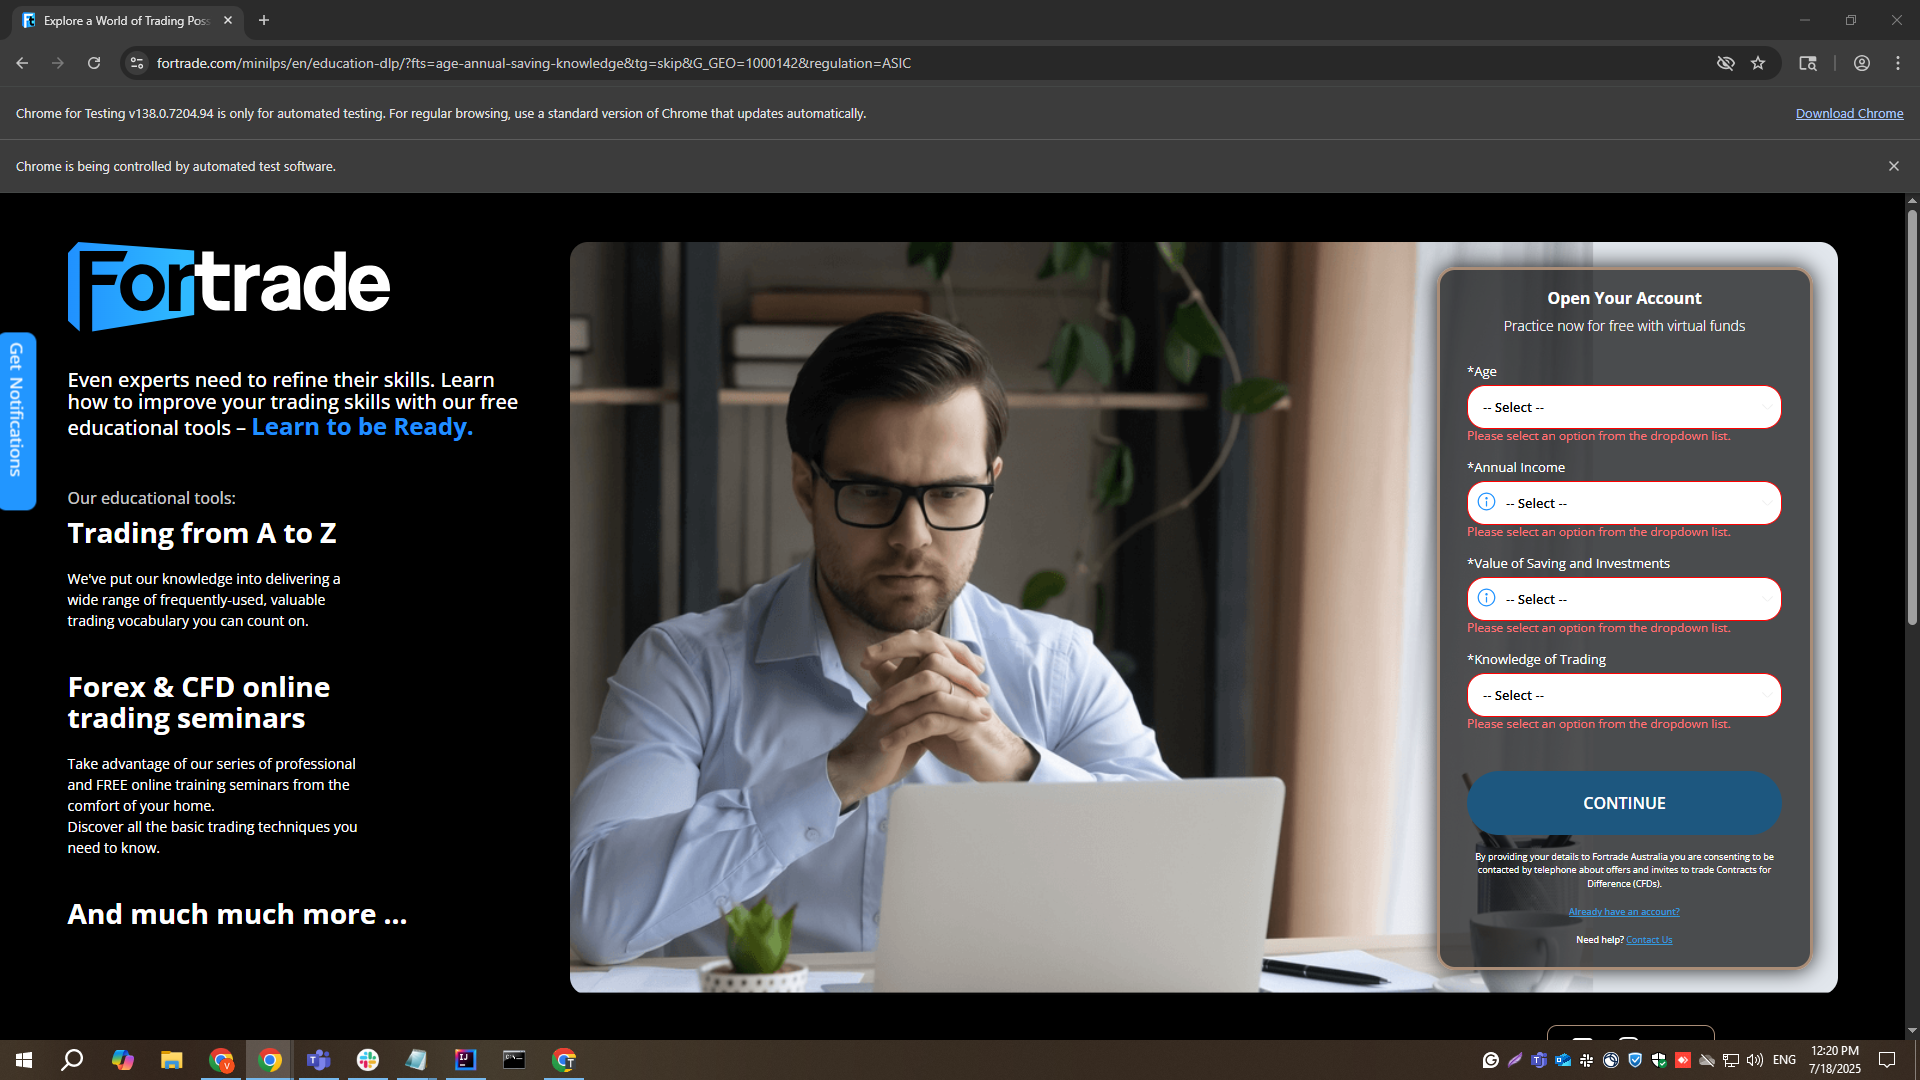 Explore a World of Trading Poss
fortrade.com/minilps/en/education-dlp/?fts=age-annual-saving-knowledge&tg=skip&G_GEO=1000142&regulation=ASIC
Chrome for Testing v138.0.7204.94 is only for automated testing. For regular browsing, use a standard version of Chrome that updates automatically.
Download Chrome
Chrome is being controlled by automated test software.
Fortrade
Get Notifications
Even experts need to refine their skills. Learn
how to improve your trading skills with our free
educational tools – Learn to be Ready.
Our educational tools:
Trading from A to Z
We've put our knowledge into delivering a
wide range of frequently-used, valuable
trading vocabulary you can count on.
Forex & CFD online
trading seminars
Take advantage of our series of professional
and FREE online training seminars from the
comfort of your home.
Discover all the basic trading techniques you
need to know.
And much much more ...
Open Your Account
Practice now for free with virtual funds
*Age
-- Select --
Please select an option from the dropdown list.
*Annual Income
-- Select --
Please select an option from the dropdown list.
*Value of Saving and Investments
-- Select --
Please select an option from the dropdown list.
*Knowledge of Trading
-- Select --
Please select an option from the dropdown list.
CONTINUE
By providing your details to Fortrade Australia you are consenting to be
contacted by telephone about offers and invites to trade Contracts for
Difference (CFDs).
Already have an account?
Need help? Contact Us
ENG
12:20 PM
7/18/2025